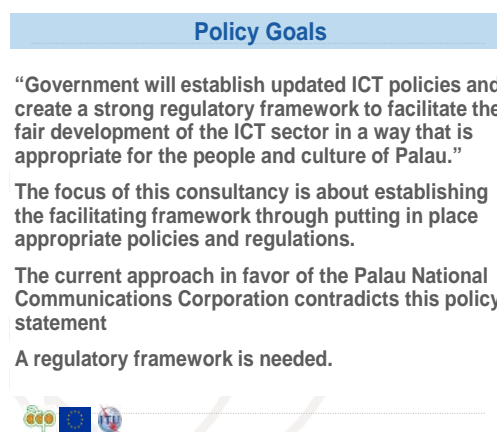 Policy Goals
“Government will establish updated ICT policies and
create a strong regulatory framework to facilitate the
fair development of the ICT sector in a way that is
appropriate for the people and culture of Palau.”
The focus of this consultancy is about establishing
the facilitating framework through putting in place
appropriate policies and regulations.
The current approach in favor of the Palau National
Communications Corporation contradicts this policy
statement
A regulatory framework is needed.
acp ITU